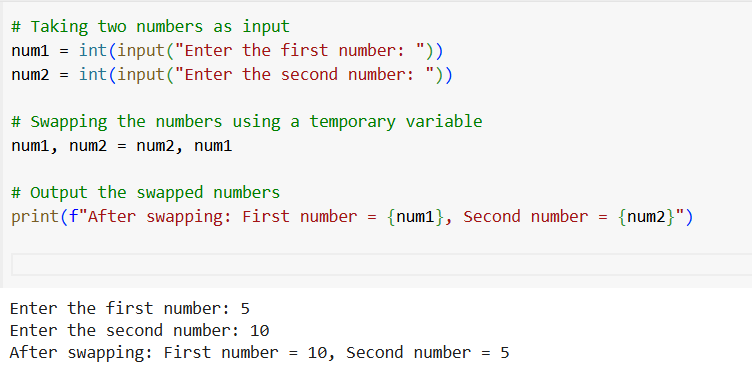 # Taking two numbers as input
num1 = int(input("Enter the first number: "))
num2 = int(input("Enter the second number: "))
# Swapping the numbers using a temporary variable
num1, num2 = num2, num1
# Output the swapped numbers
print(f"After swapping: First number = {num1}, Second number = {num2}")
Enter the first number: 5
Enter the second number: 10
After swapping: First number = 10, Second number = 5